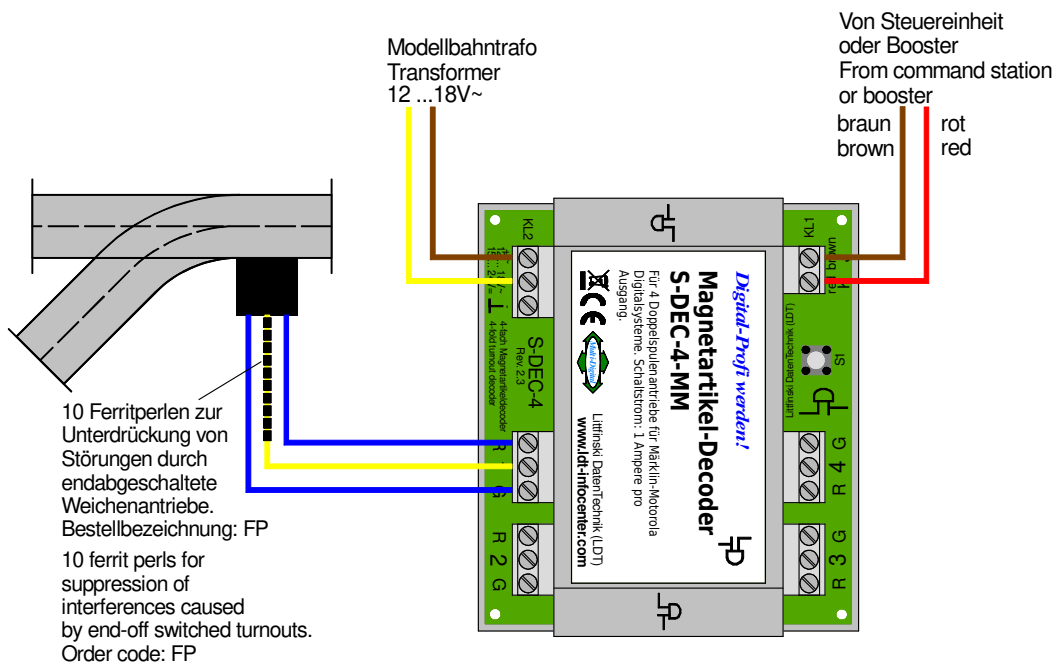 Modellbahntrafo
Transformer
12 ...18V~
Von Steuereinheit
oder Booster
From command station
or booster
braun
brown
rot
red
10 Ferritperlen zur
Unterdrückung von
Störungen durch
endabgeschaltete
Weichenantriebe.
Bestellbezeichnung: FP
10 ferrit perls for
suppression of
interferences caused
by end-off switched turnouts.
Order code: FP
KL2
S-DEC-4
Rev. 2.3
4-fach Magnetartikeldecoder
4-fold turnout decoder
R
G
R 2 G
Digital-Profi werden!
Magnetartikel-Decoder
S-DEC-4-MM
Für 4 Doppelspulenantriebe für Märklin-Motorola
Digitalsysteme. Schaltstrom: 1 Ampere pro
Ausgang.
CE
Multi-Digital
Littfinski DatenTechnik (LDT)
www.ldt-infocenter.com
KL1
red brown
S1
Littfinski DatenTechnik (LDT)
R 4 G
R 3 G